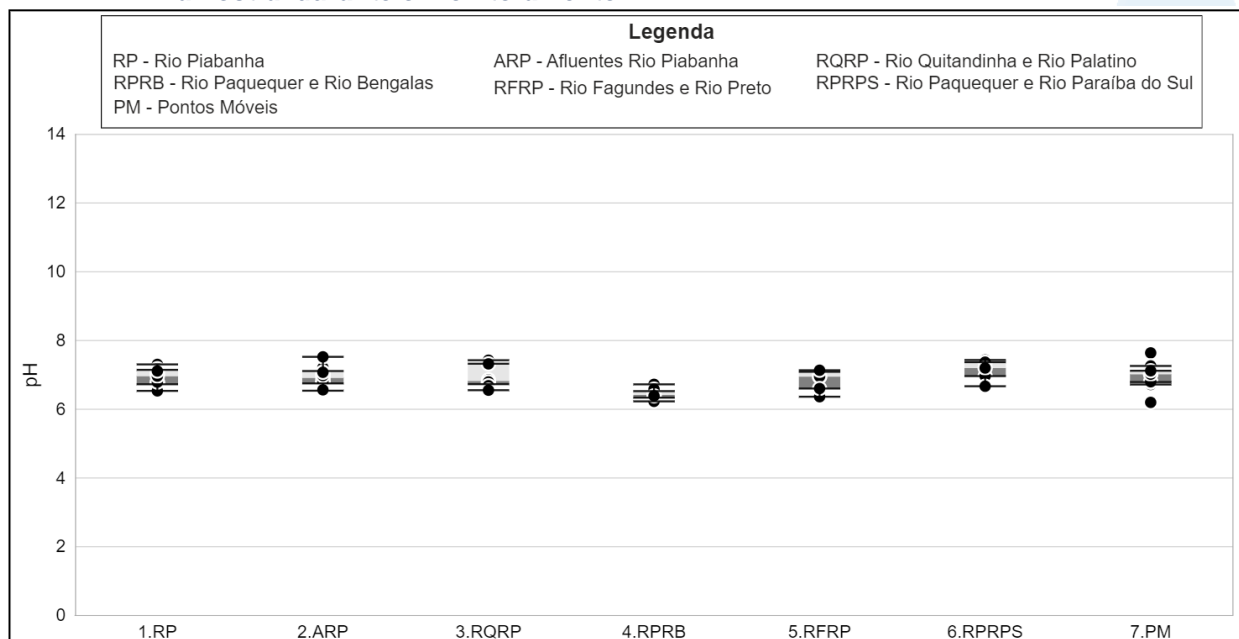 Legenda
RP - Rio Piabanha
ARP - Afluentes Rio Piabanha
RQRP - Rio Quitandinha e Rio Palatino
RPRB - Rio Paquequer e Rio Bengalas
RFRP - Rio Fagundes e Rio Preto
RPRPS - Rio Paquequer e Rio Paraíba do Sul
PM - Pontos Móveis
14
12
10
8
6
4
2
0
pH
1.RP 2.ARP 3.RQRP 4.RPRB 5.RFRP 6.RPRPS 7.PM